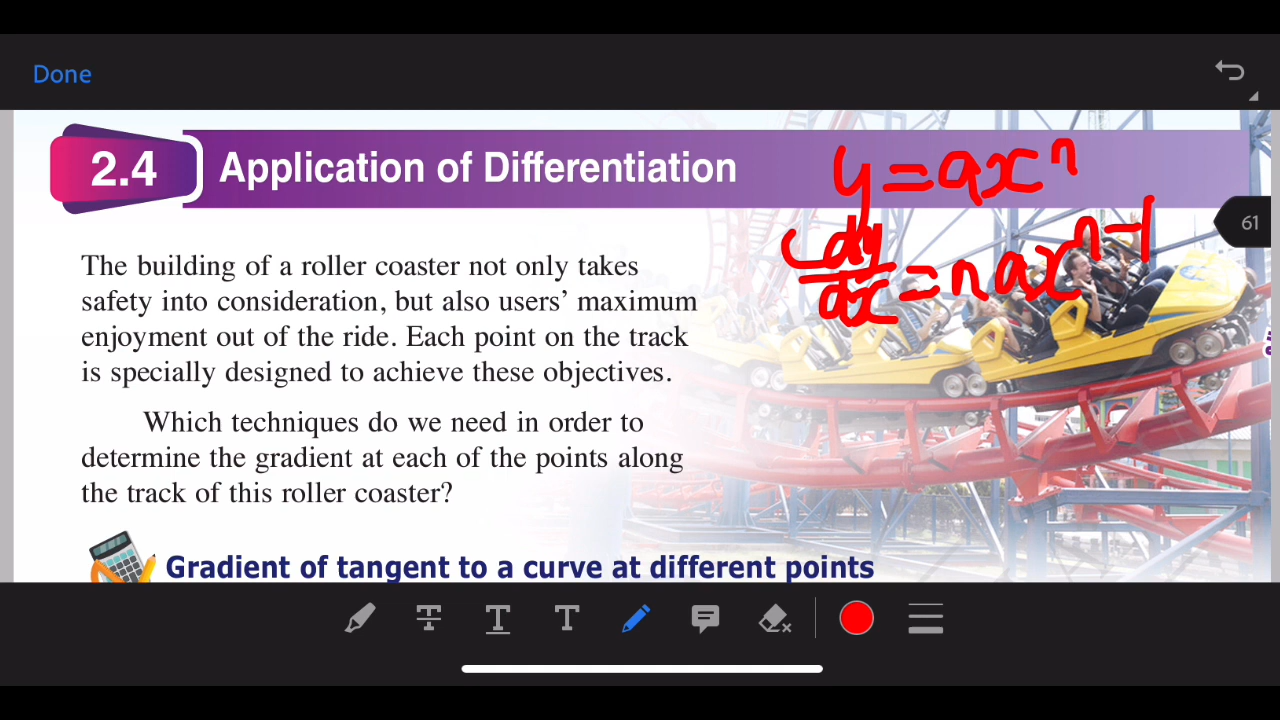 Done
2.4 Application of Differentiation
y = axⁿ
61
dy/dx = naxⁿ⁻¹
The building of a roller coaster not only takes
safety into consideration, but also users’ maximum
enjoyment out of the ride. Each point on the track
is specially designed to achieve these objectives.
Which techniques do we need in order to
determine the gradient at each of the points along
the track of this roller coaster?
Gradient of tangent to a curve at different points
T
T
T